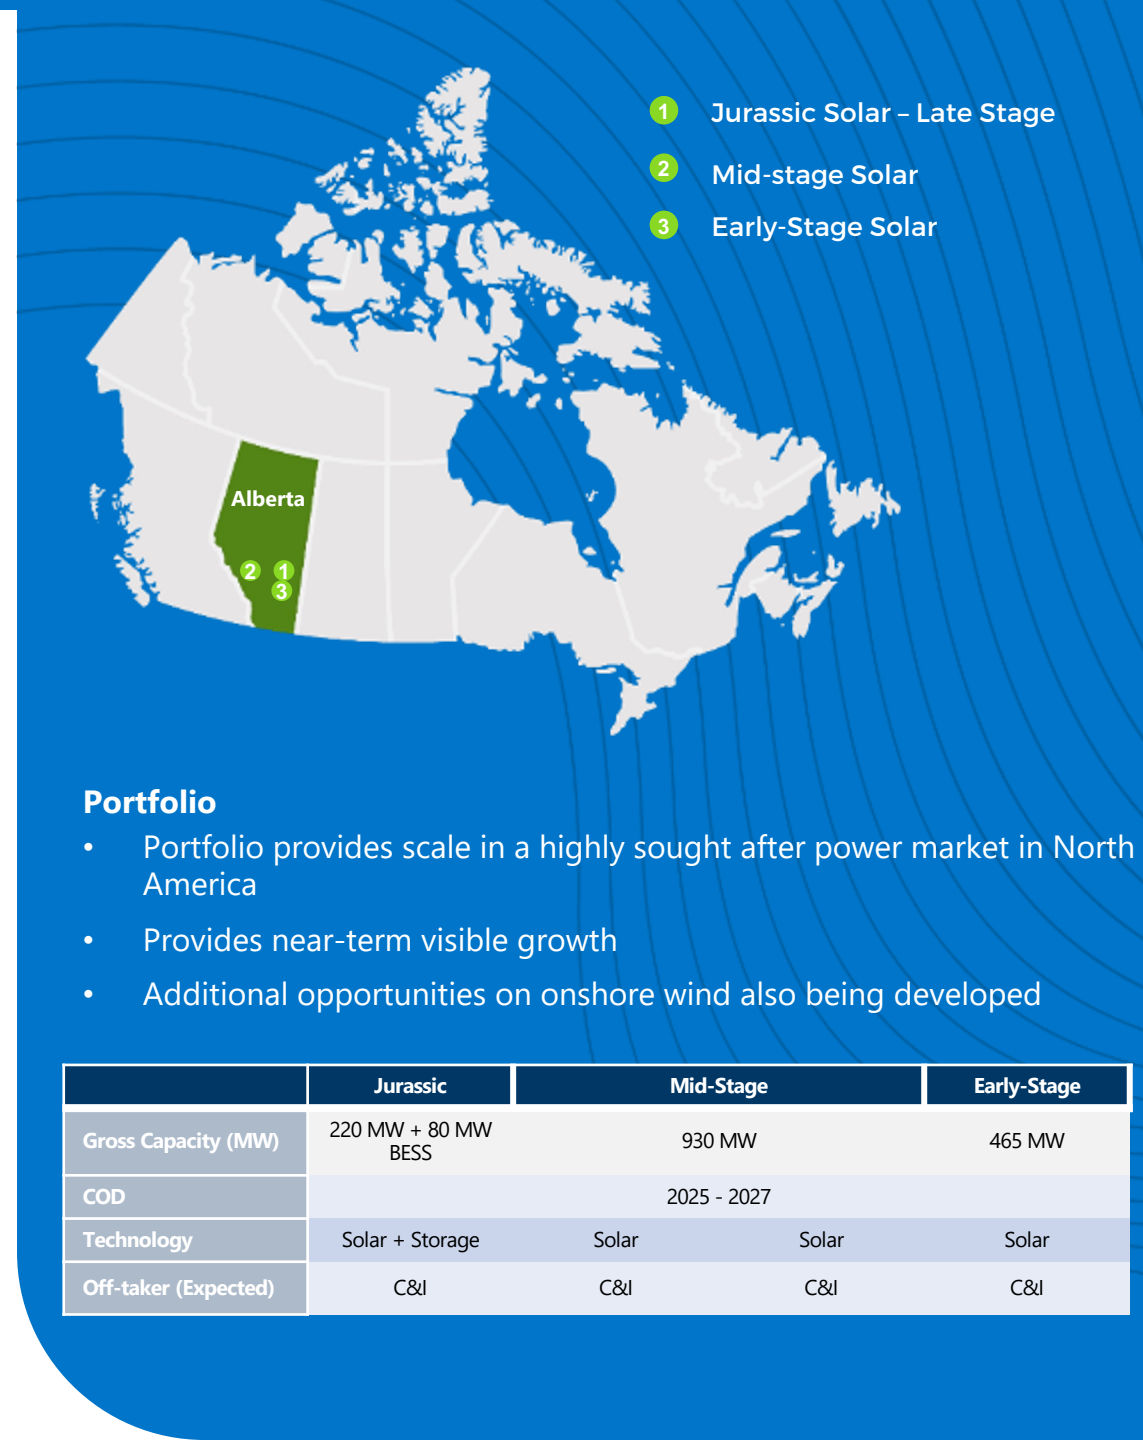 1 Jurassic Solar – Late Stage
2 Mid-stage Solar
3 Early-Stage Solar
Alberta
2 1
3
Portfolio
• Portfolio provides scale in a highly sought after power market in North
America
• Provides near-term visible growth
• Additional opportunities on onshore wind also being developed
Jurassic Mid-Stage Early-Stage
Gross Capacity (MW) 220 MW + 80 MW
BESS 930 MW 465 MW
COD 2025 - 2027
Technology Solar + Storage Solar Solar Solar
Off-taker (Expected) C&I C&I C&I C&I